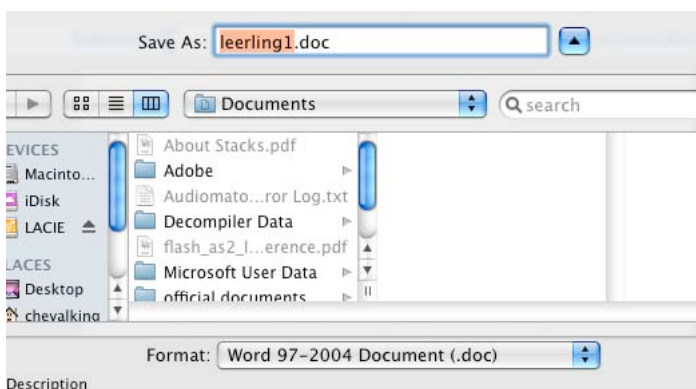 Save As: leerling1.doc
Documents
search
EVICES
Macinto...
iDisk
LACIE
LACES
Desktop
chevalking
About Stacks.pdf
Adobe
Audiomato...ror Log.txt
Decompiler Data
flash_as2_l...erence.pdf
Microsoft User Data
official documents
Format: Word 97-2004 Document (.doc)
Description